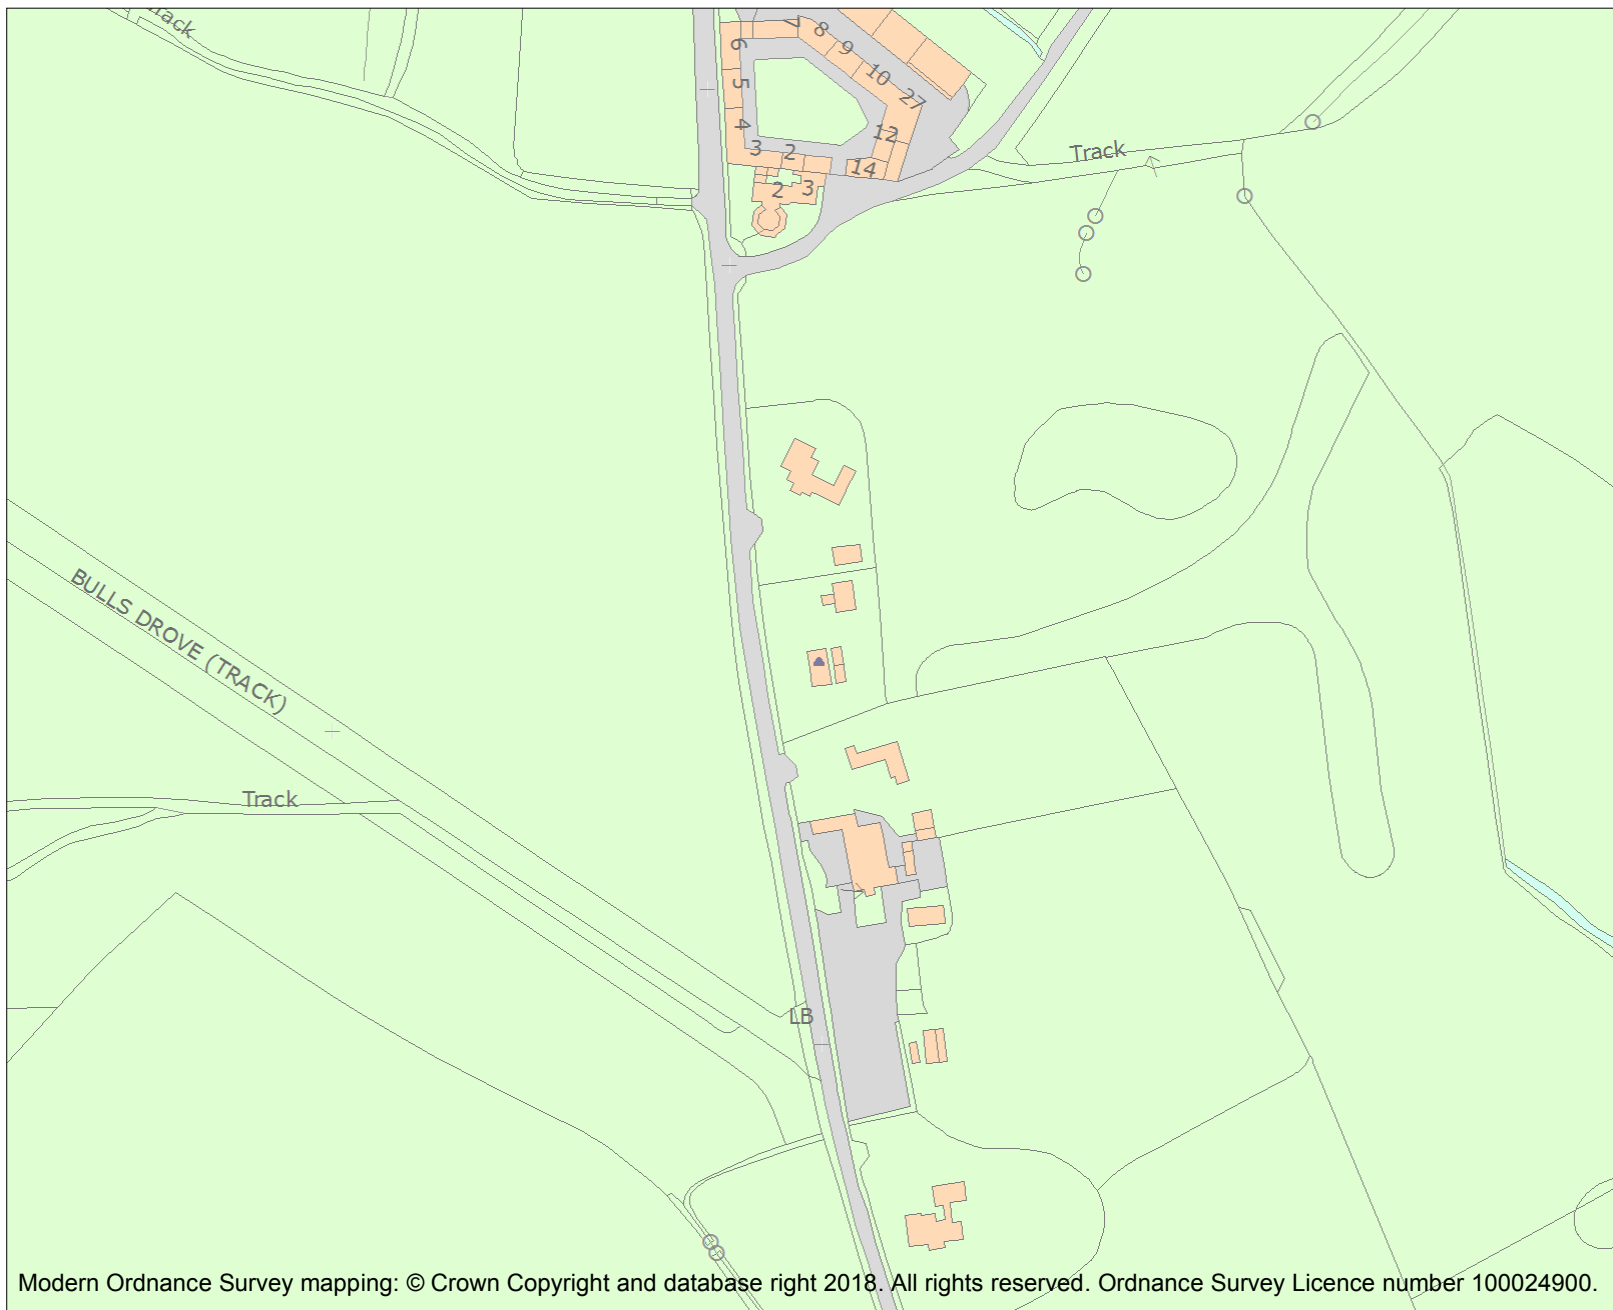 Track
7
8
6
9
10
5
27
4
12
3
2
14
Track
2
3
BULLS DROVE (TRACK)
Track
LB
Modern Ordnance Survey mapping: © Crown Copyright and database right 2018. All rights reserved. Ordnance Survey Licence number 100024900.